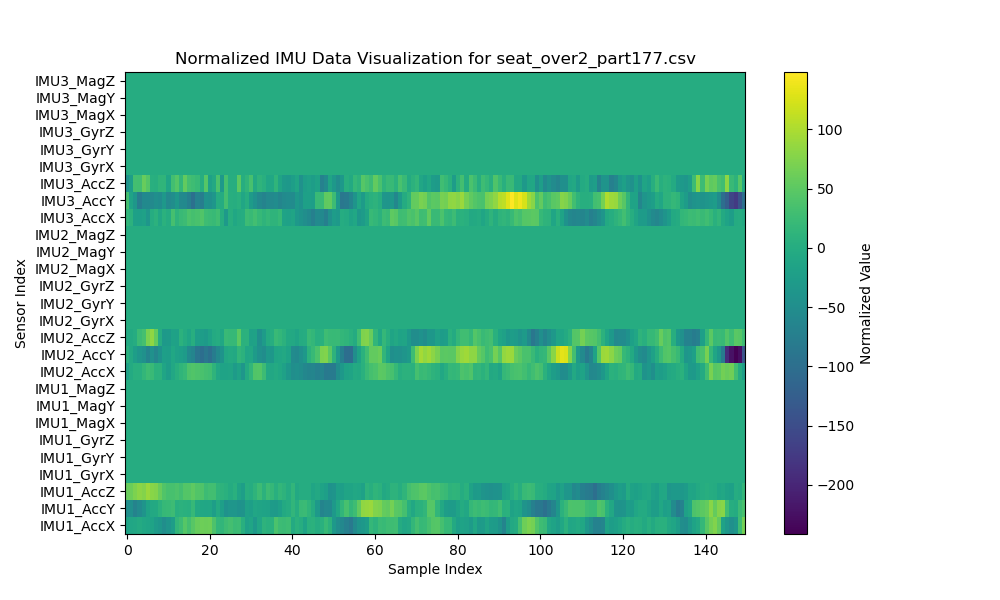 Normalized IMU Data Visualization for seat_over2_part177.csv
IMU3_MagZ
IMU3_MagY
IMU3_MagX
IMU3_GyrZ
IMU3_GyrY
IMU3_GyrX
IMU3_AccZ
IMU3_AccY
IMU3_AccX
IMU2_MagZ
IMU2_MagY
IMU2_MagX
IMU2_GyrZ
IMU2_GyrY
IMU2_GyrX
IMU2_AccZ
IMU2_AccY
IMU2_AccX
IMU1_MagZ
IMU1_MagY
IMU1_MagX
IMU1_GyrZ
IMU1_GyrY
IMU1_GyrX
IMU1_AccZ
IMU1_AccY
IMU1_AccX
Sensor Index
0 20 40 60 80 100 120 140
Sample Index
100
50
0
−50
−100
−150
−200
Normalized Value